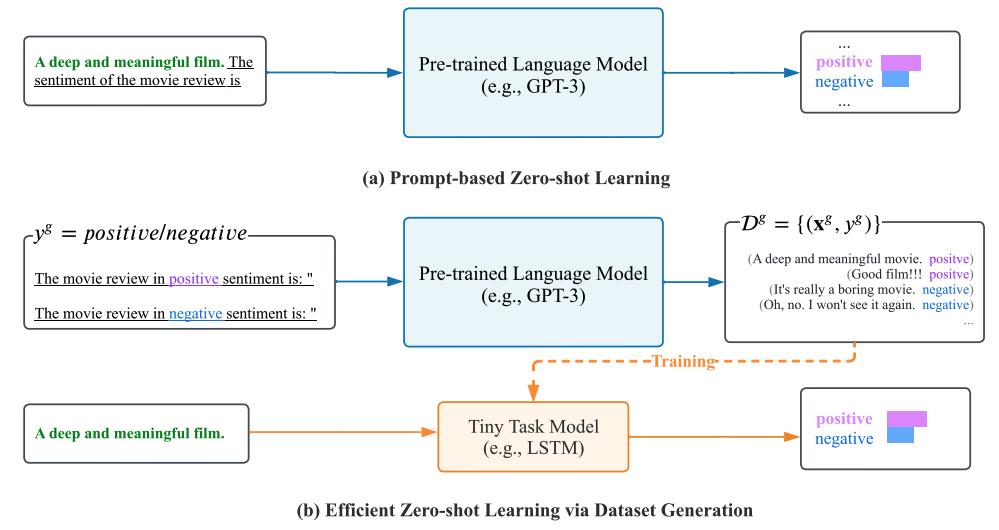 A deep and meaningful film. The
sentiment of the movie review is
Pre-trained Language Model
(e.g., GPT-3)
...
positive
negative
...
(a) Prompt-based Zero-shot Learning
y^g = positive/negative
The movie review in positive sentiment is: "
The movie review in negative sentiment is: "
Pre-trained Language Model
(e.g., GPT-3)
𝒟^g = {(x^g, y^g)}
(A deep and meaningful movie. positve)
(Good film!!! positve)
(It's really a boring movie. negative)
(Oh, no. I won't see it again. negative)
...
Training
A deep and meaningful film.
Tiny Task Model
(e.g., LSTM)
positive
negative
(b) Efficient Zero-shot Learning via Dataset Generation